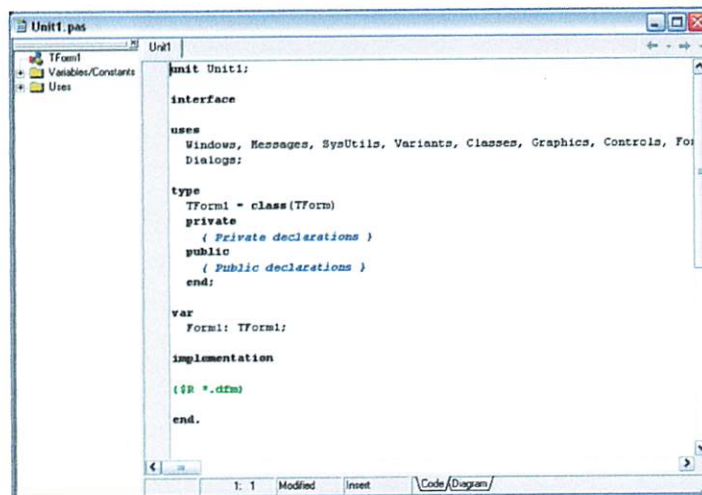 Unit1.pas
TForm1
Variables/Constants
Uses
Unit1
unit Unit1;
interface
uses
Windows, Messages, SysUtils, Variants, Classes, Graphics, Controls, For
Dialogs;
type
TForm1 = class(TForm)
private
{ Private declarations }
public
{ Public declarations }
end;
var
Form1: TForm1;
implementation
{$R *.dfm}
end.
1: 1
Modified
Insert
Code
Diagram